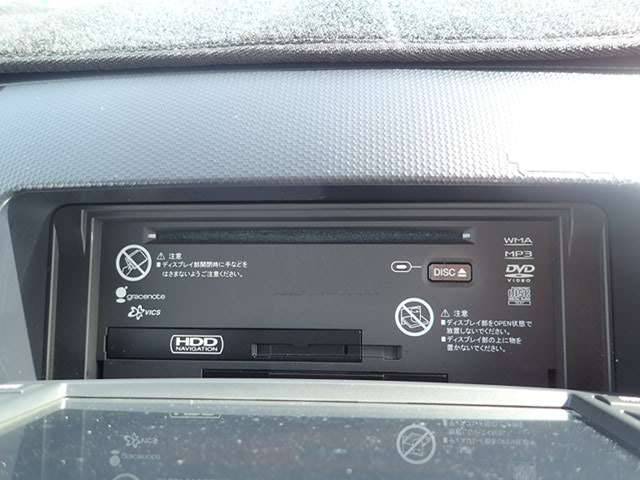 ⚠ 注意
■ディスプレイ部開閉時に手などを
はさまないようご注意ください。
gracenote
VICS
HDD
NAVIGATION
DISC ⏏
WMA
MP3
DVD
VIDEO
⚠ 注意
■ディスプレイ部をOPEN状態で
放置しないでください。
■ディスプレイ部の上に物を
置かないでください。
VICS
gracenote